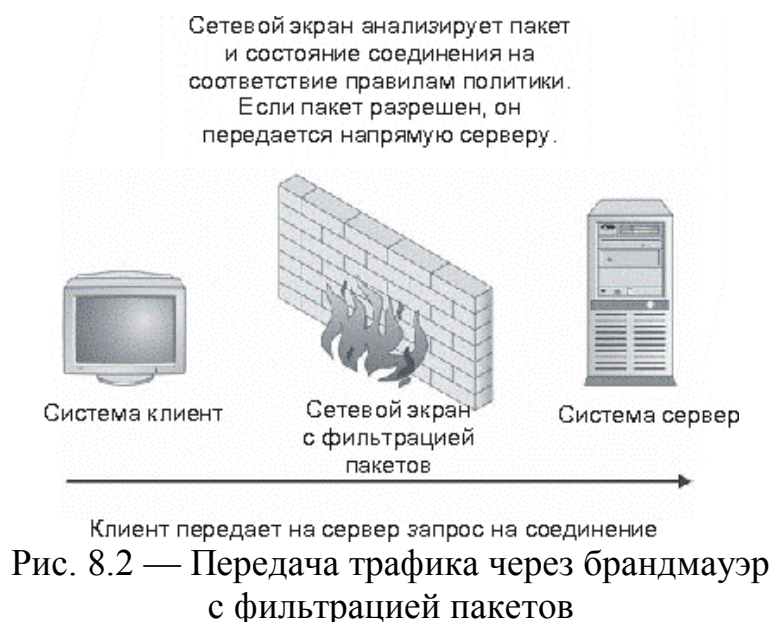 Сетевой экран анализирует пакет
и состояние соединения на
соответствие правилам политики.
Если пакет разрешен, он
передается напрямую серверу.
Система клиент
Сетевой экран
с фильтрацией
пакетов
Система сервер
Клиент передает на сервер запрос на соединение
Рис. 8.2 — Передача трафика через брандмауэр
с фильтрацией пакетов